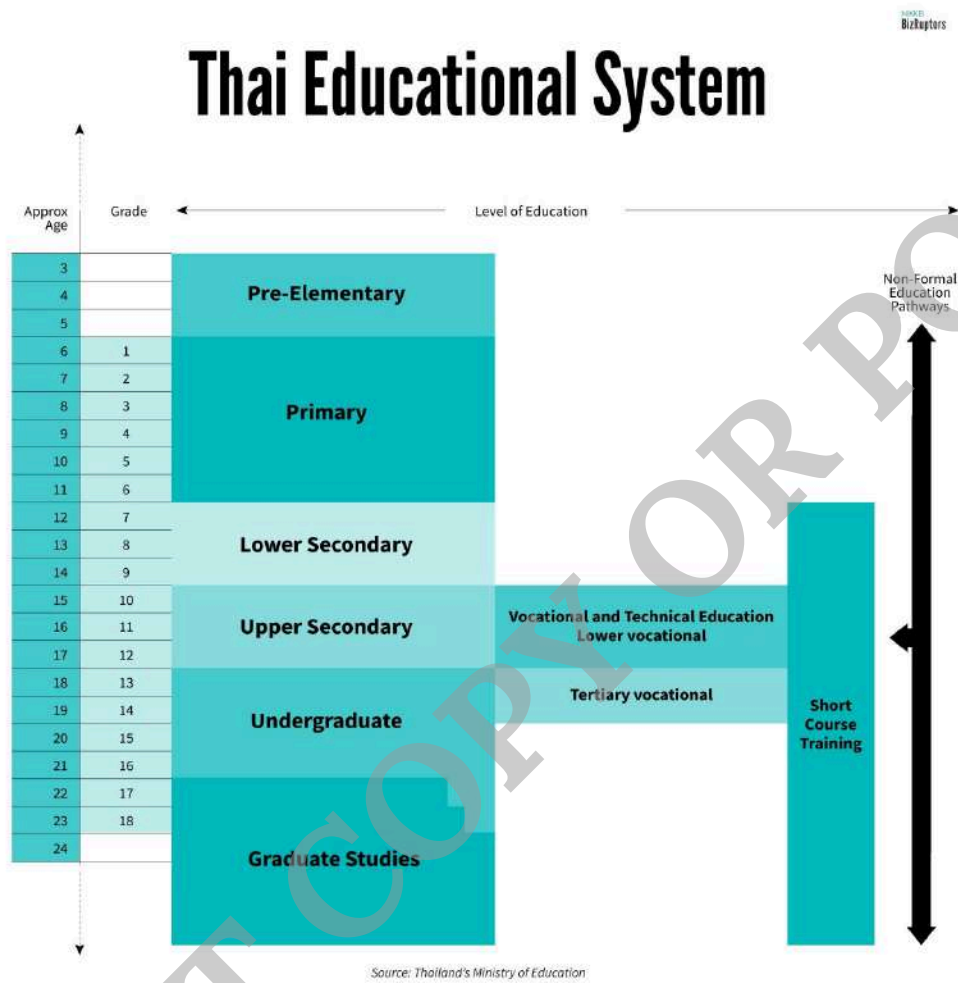 MAKE
BizRuptors
Thai Educational System
Approx
Age
Grade
Level of Education
Non-Formal
Education
Pathways
3
4
5
Pre-Elementary
6 1
7 2
8 3
9 4
10 5
11 6
Primary
12 7
13 8
14 9
Lower Secondary
15 10
16 11
17 12
Upper Secondary
Vocational and Technical Education
Lower vocational
18 13
19 14
20 15
21 16
Undergraduate
Tertiary vocational
Short
Course
Training
22 17
23 18
24
Graduate Studies
Source: Thailand's Ministry of Education
COPY OR